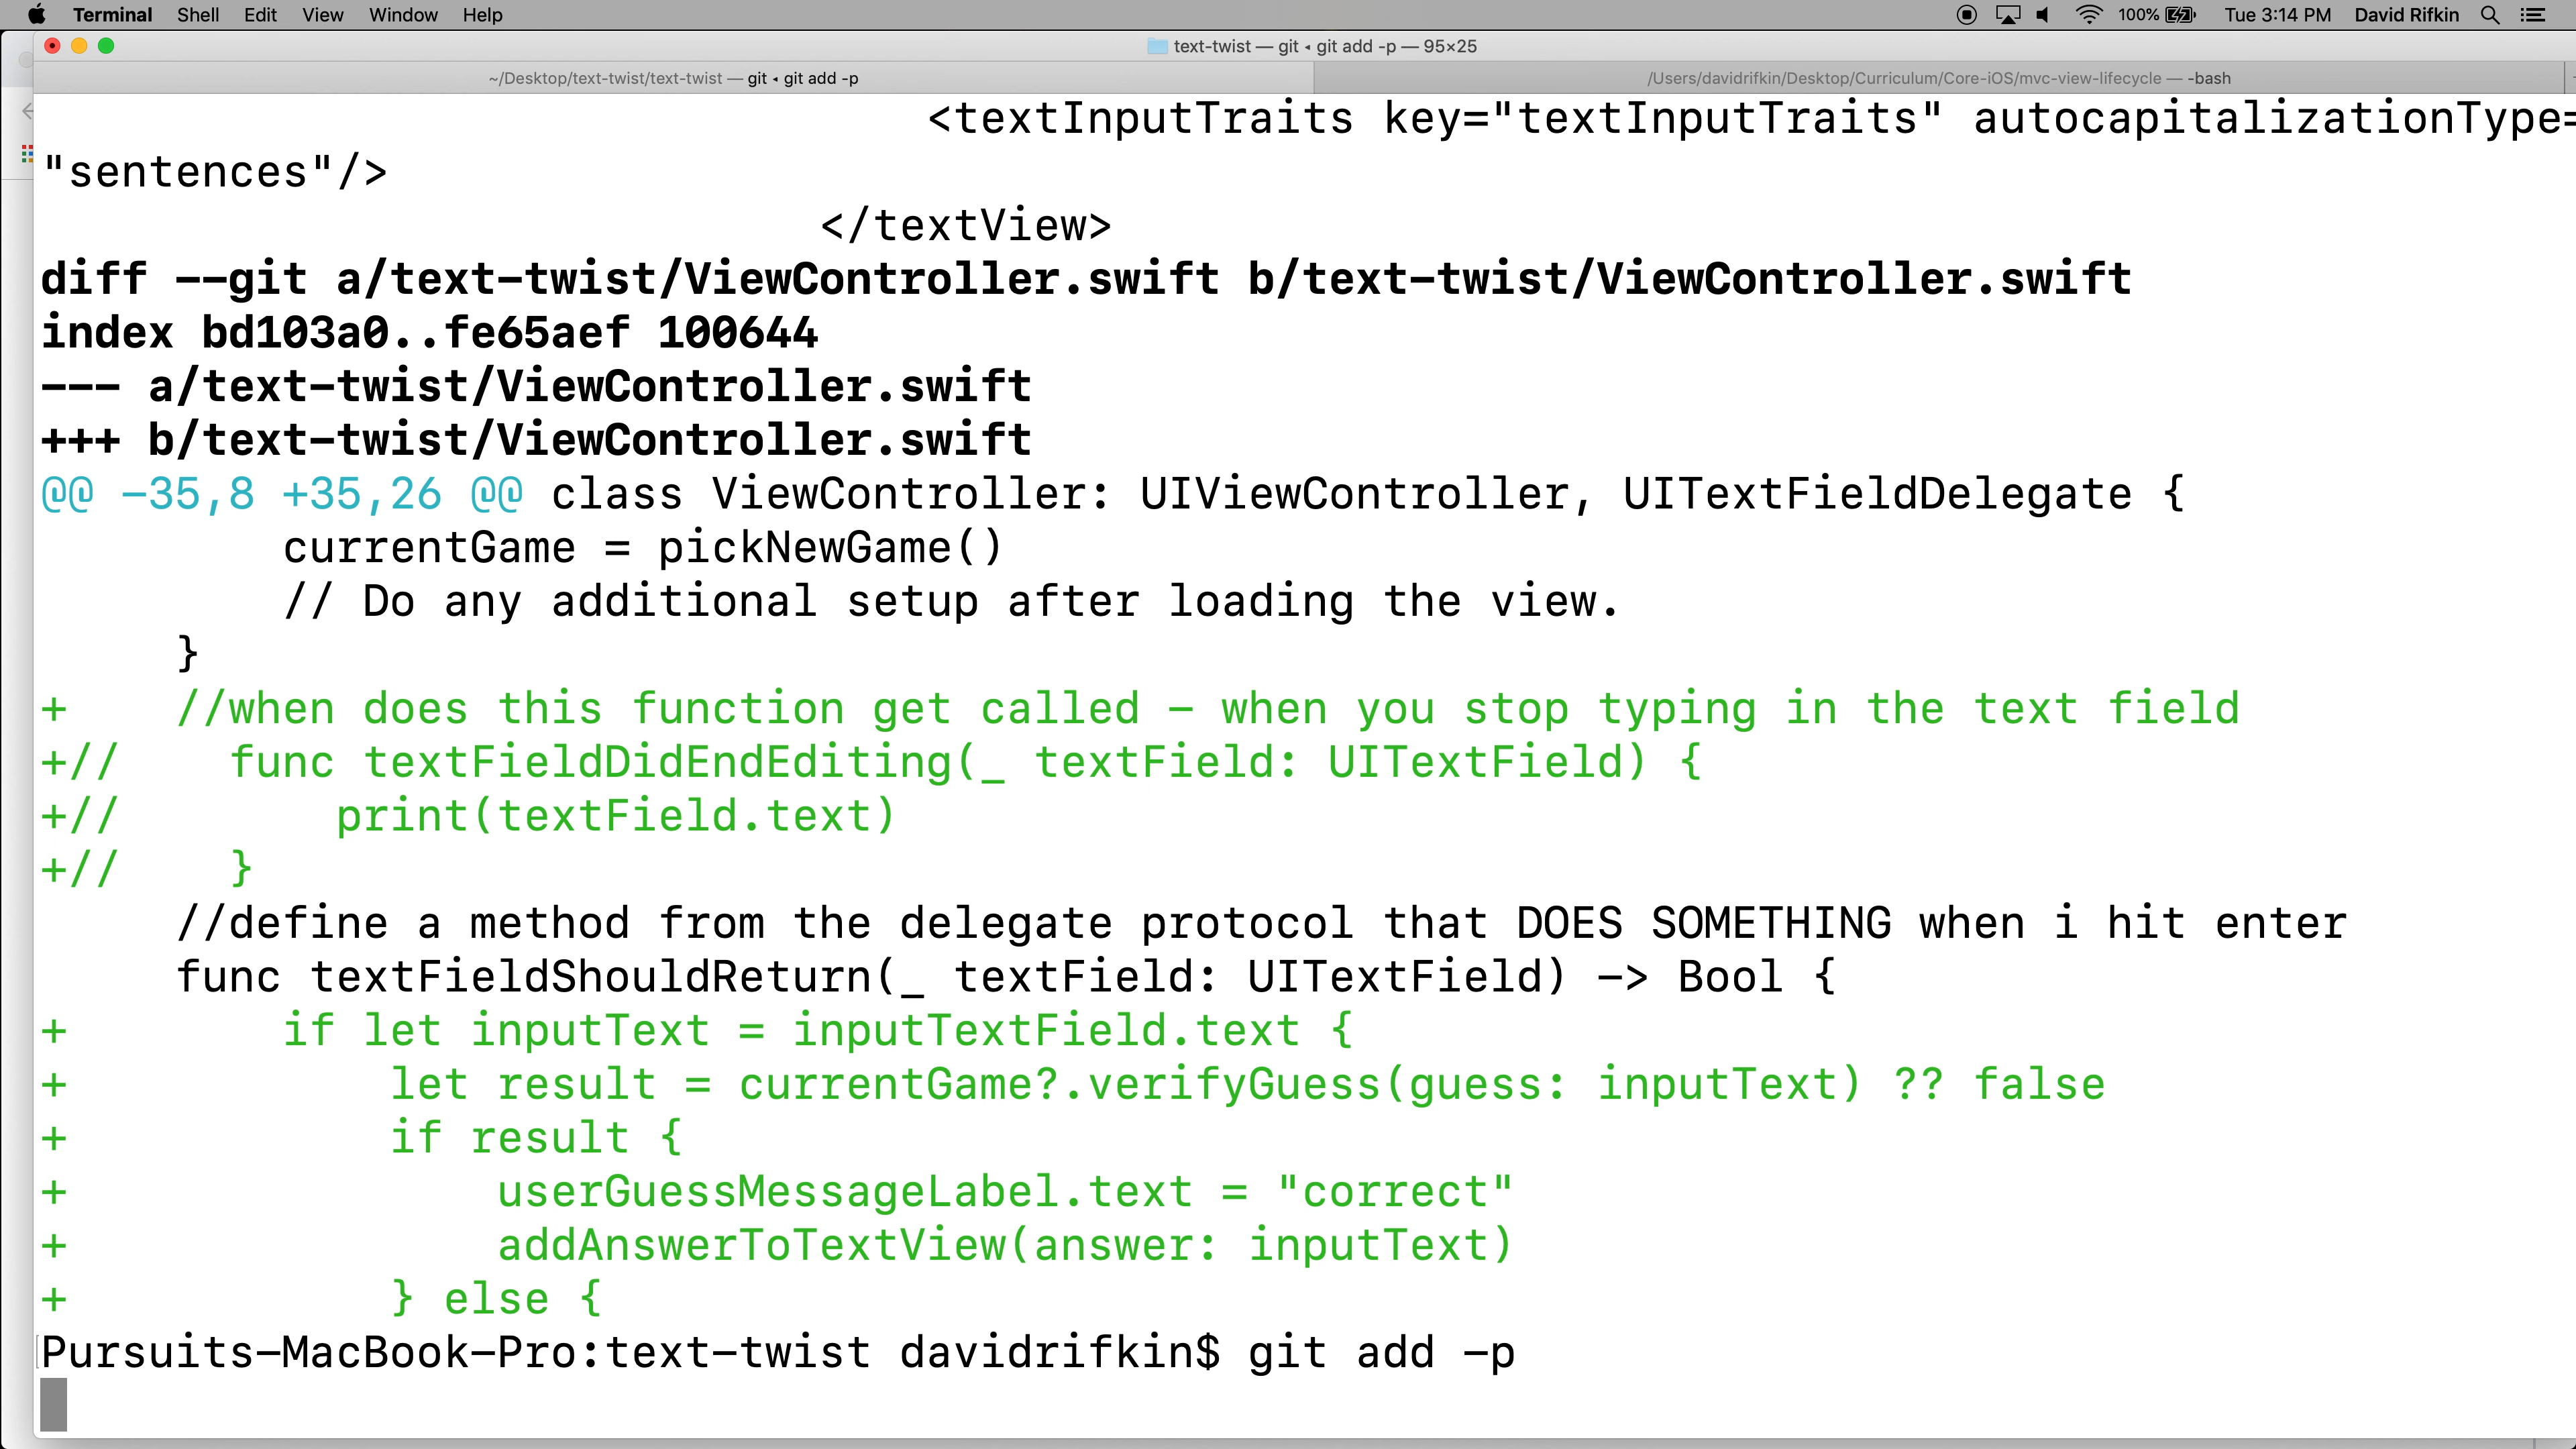 Terminal Shell Edit View Window Help 100% Tue 3:14 PM David Rifkin
text-twist — git ◂ git add -p — 95×25
~/Desktop/text-twist/text-twist — git ◂ git add -p
/Users/davidrifkin/Desktop/Curriculum/Core-iOS/mvc-view-lifecycle — -bash
<textInputTraits key="textInputTraits" autocapitalizationType=
"sentences"/>
</textView>
diff --git a/text-twist/ViewController.swift b/text-twist/ViewController.swift
index bd103a0..fe65aef 100644
--- a/text-twist/ViewController.swift
+++ b/text-twist/ViewController.swift
@@ -35,8 +35,26 @@ class ViewController: UIViewController, UITextFieldDelegate {
         currentGame = pickNewGame()
         // Do any additional setup after loading the view.
     }
+    //when does this function get called - when you stop typing in the text field
+//    func textFieldDidEndEditing(_ textField: UITextField) {
+//        print(textField.text)
+//    }
     //define a method from the delegate protocol that DOES SOMETHING when i hit enter
     func textFieldShouldReturn(_ textField: UITextField) -> Bool {
+        if let inputText = inputTextField.text {
+            let result = currentGame?.verifyGuess(guess: inputText) ?? false
+            if result {
+                userGuessMessageLabel.text = "correct"
+                addAnswerToTextView(answer: inputText)
+            } else {
Pursuits-MacBook-Pro:text-twist davidrifkin$ git add -p